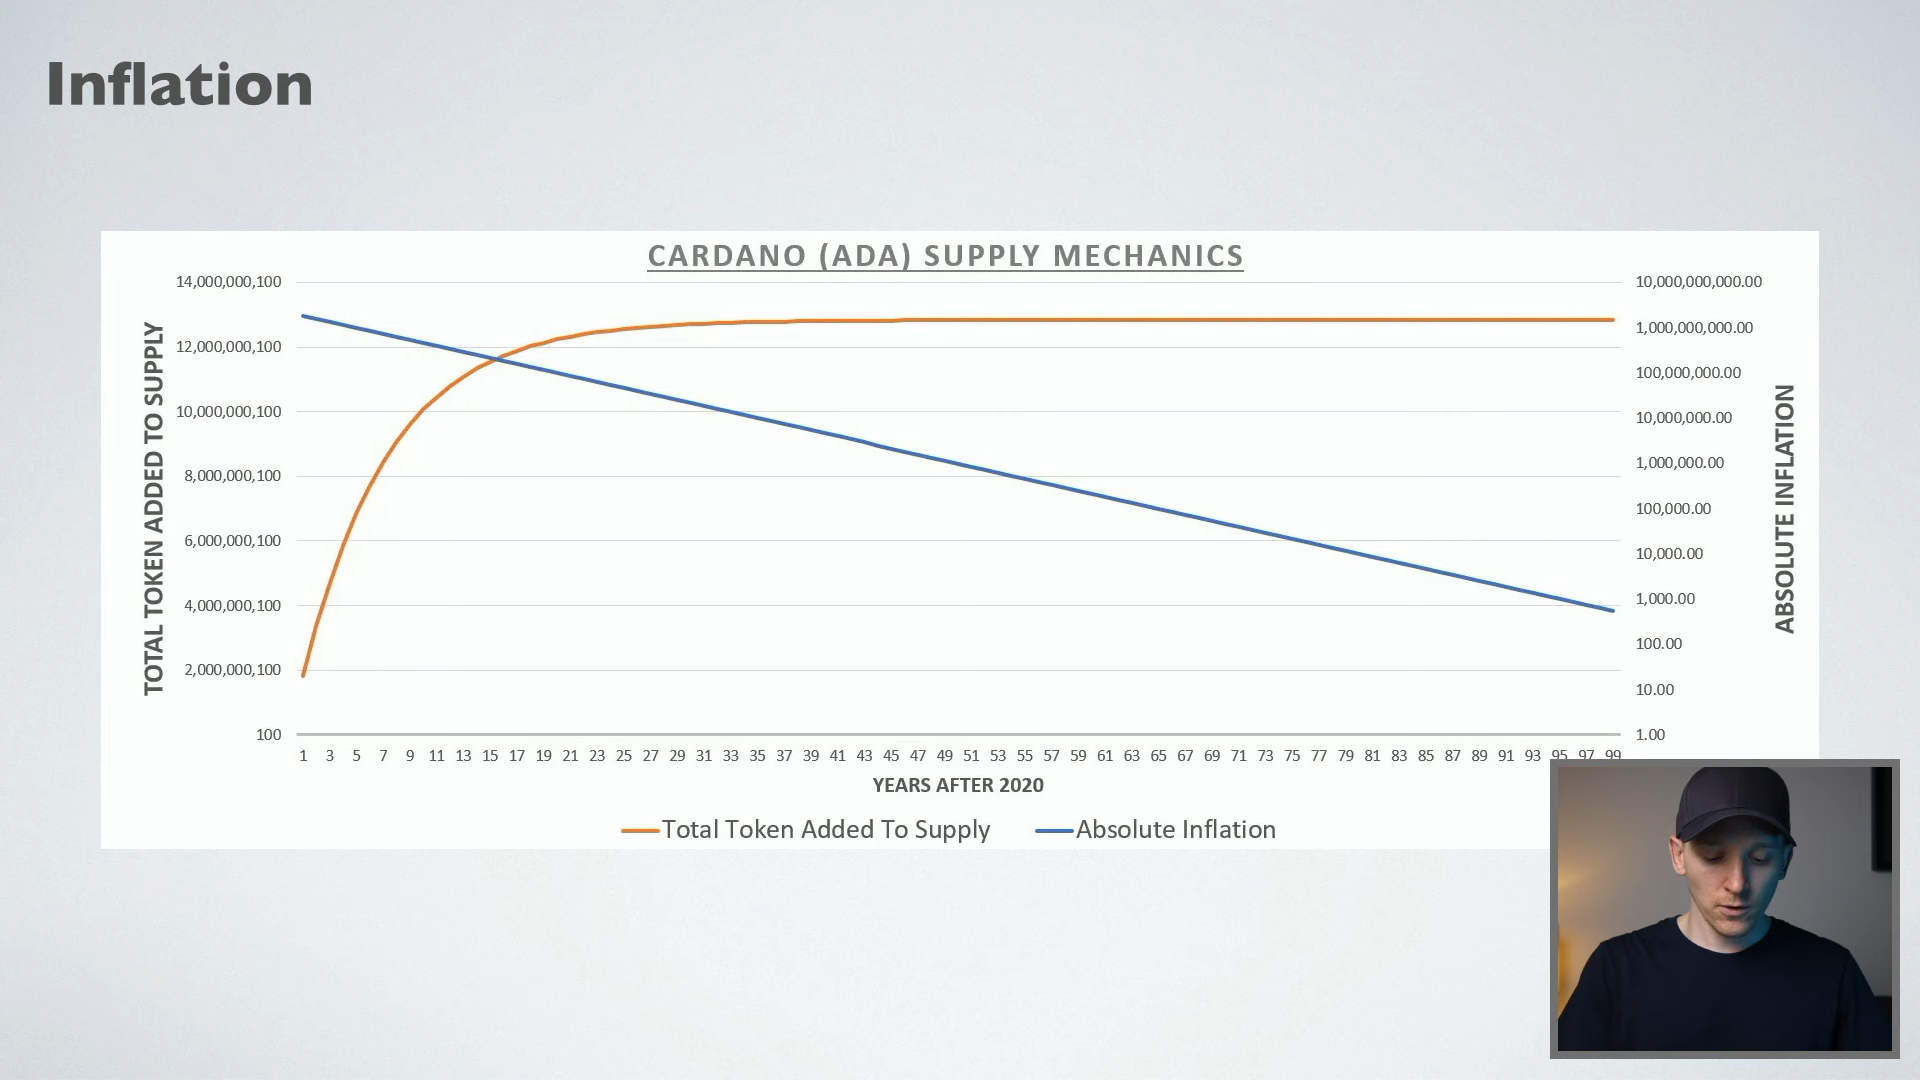 Inflation
CARDANO (ADA) SUPPLY MECHANICS
TOTAL TOKEN ADDED TO SUPPLY
14,000,000,100
12,000,000,100
10,000,000,100
8,000,000,100
6,000,000,100
4,000,000,100
2,000,000,100
100
10,000,000,000.00
1,000,000,000.00
100,000,000.00
10,000,000.00
1,000,000.00
100,000.00
10,000.00
1,000.00
100.00
10.00
1.00
ABSOLUTE INFLATION
1 3 5 7 9 11 13 15 17 19 21 23 25 27 29 31 33 35 37 39 41 43 45 47 49 51 53 55 57 59 61 63 65 67 69 71 73 75 77 79 81 83 85 87 89 91 93 95 97 99
YEARS AFTER 2020
Total Token Added To Supply Absolute Inflation